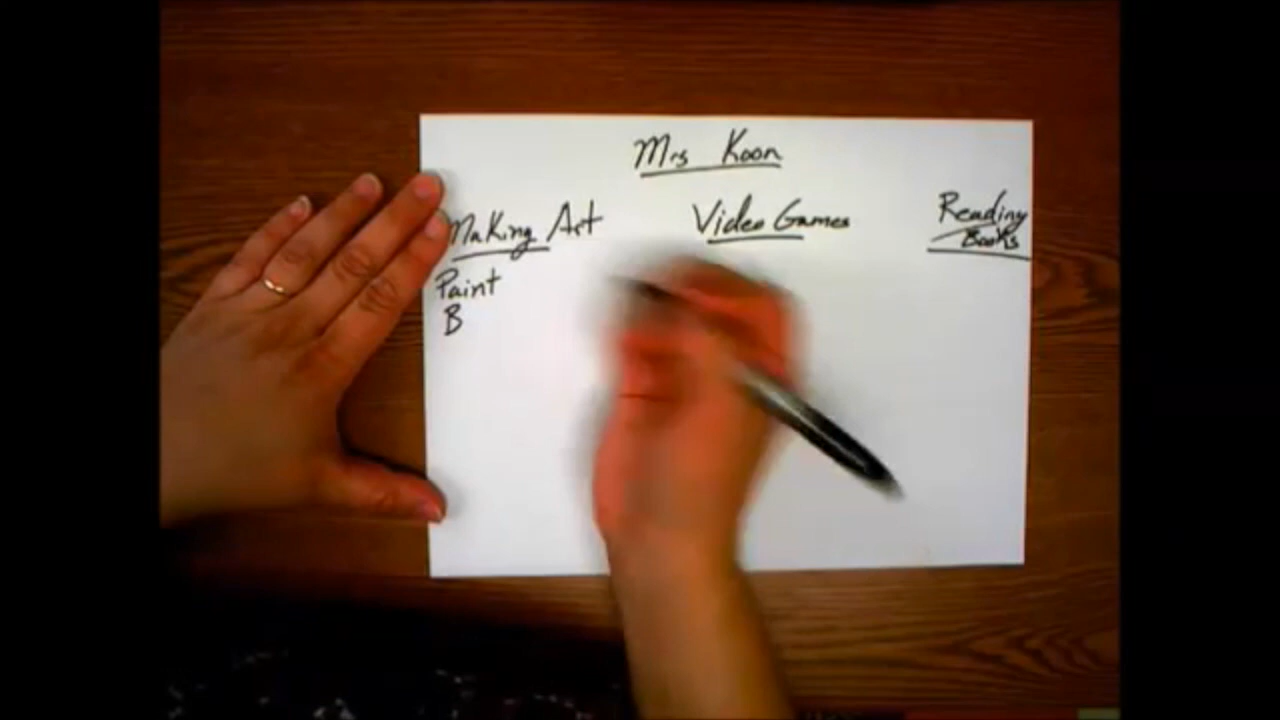 Mrs Koon
Making Art
Video Games
Reading
Books
Paint
B